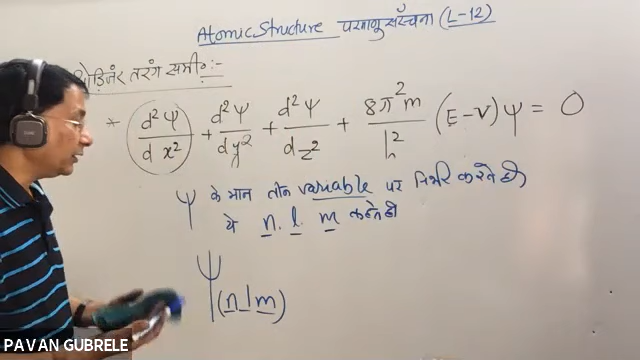 Atomic Structure परमाणु संरचना (L-12)
तरंग समी० :-
* d²Ψ/dx² + d²Ψ/dy² + d²Ψ/dz² + 8π²m/h² (E-V)Ψ = 0
Ψ के मान तीन variable पर निर्भर करते है
ये n. l. m कहते है
Ψ(n l m)
PAVAN GUBRELE